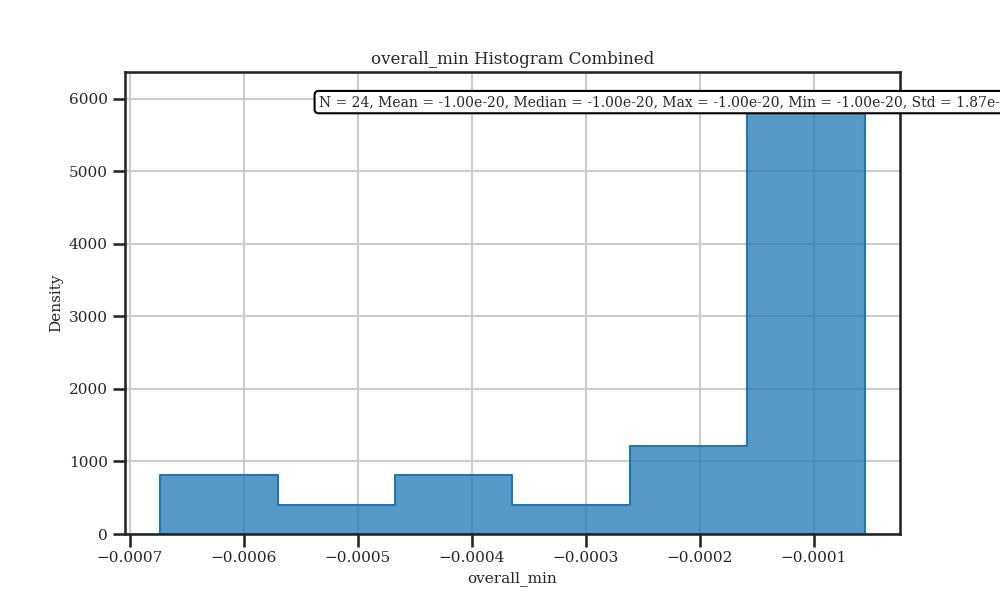 overall_min Histogram Combined
N = 24, Mean = -1.00e-20, Median = -1.00e-20, Max = -1.00e-20, Min = -1.00e-20, Std = 1.87e-
6000
5000
4000
3000
2000
1000
0
Density
−0.0007 −0.0006 −0.0005 −0.0004 −0.0003 −0.0002 −0.0001
overall_min